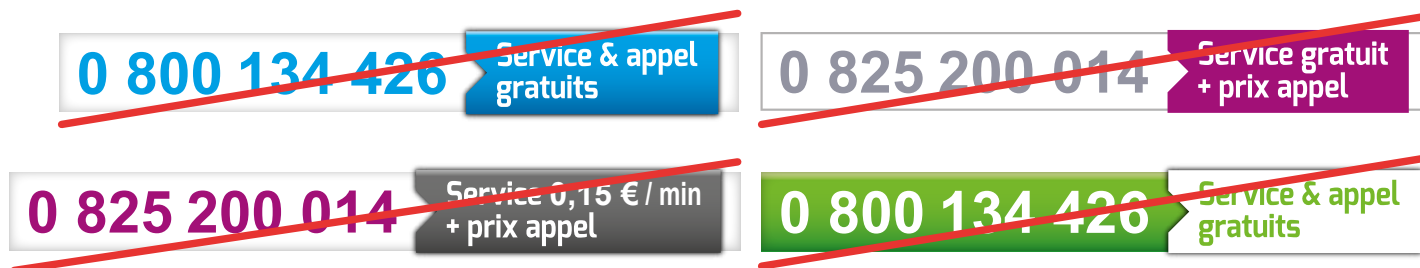 0 800 134 426 Service & appel
gratuits
0 825 200 014 Service gratuit
+ prix appel
0 825 200 014 Service 0,15 € / min
+ prix appel
0 800 134 426 Service & appel
gratuits